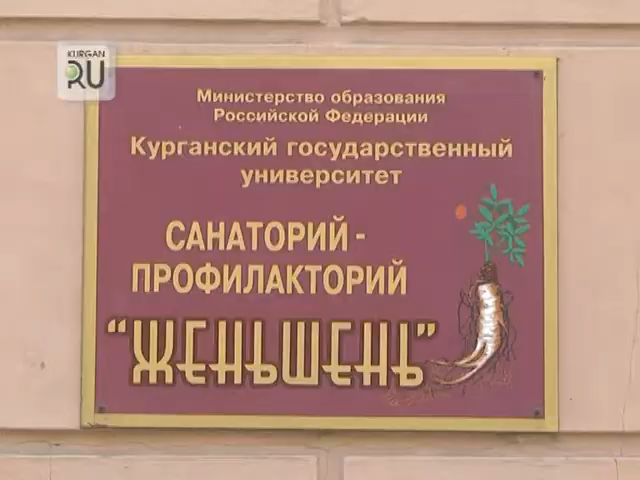 KURGAN
RU
Министерство образования
Российской Федерации
Курганский государственный
университет
САНАТОРИЙ -
ПРОФИЛАКТОРИЙ
"ЖЕНЬШЕНЬ"